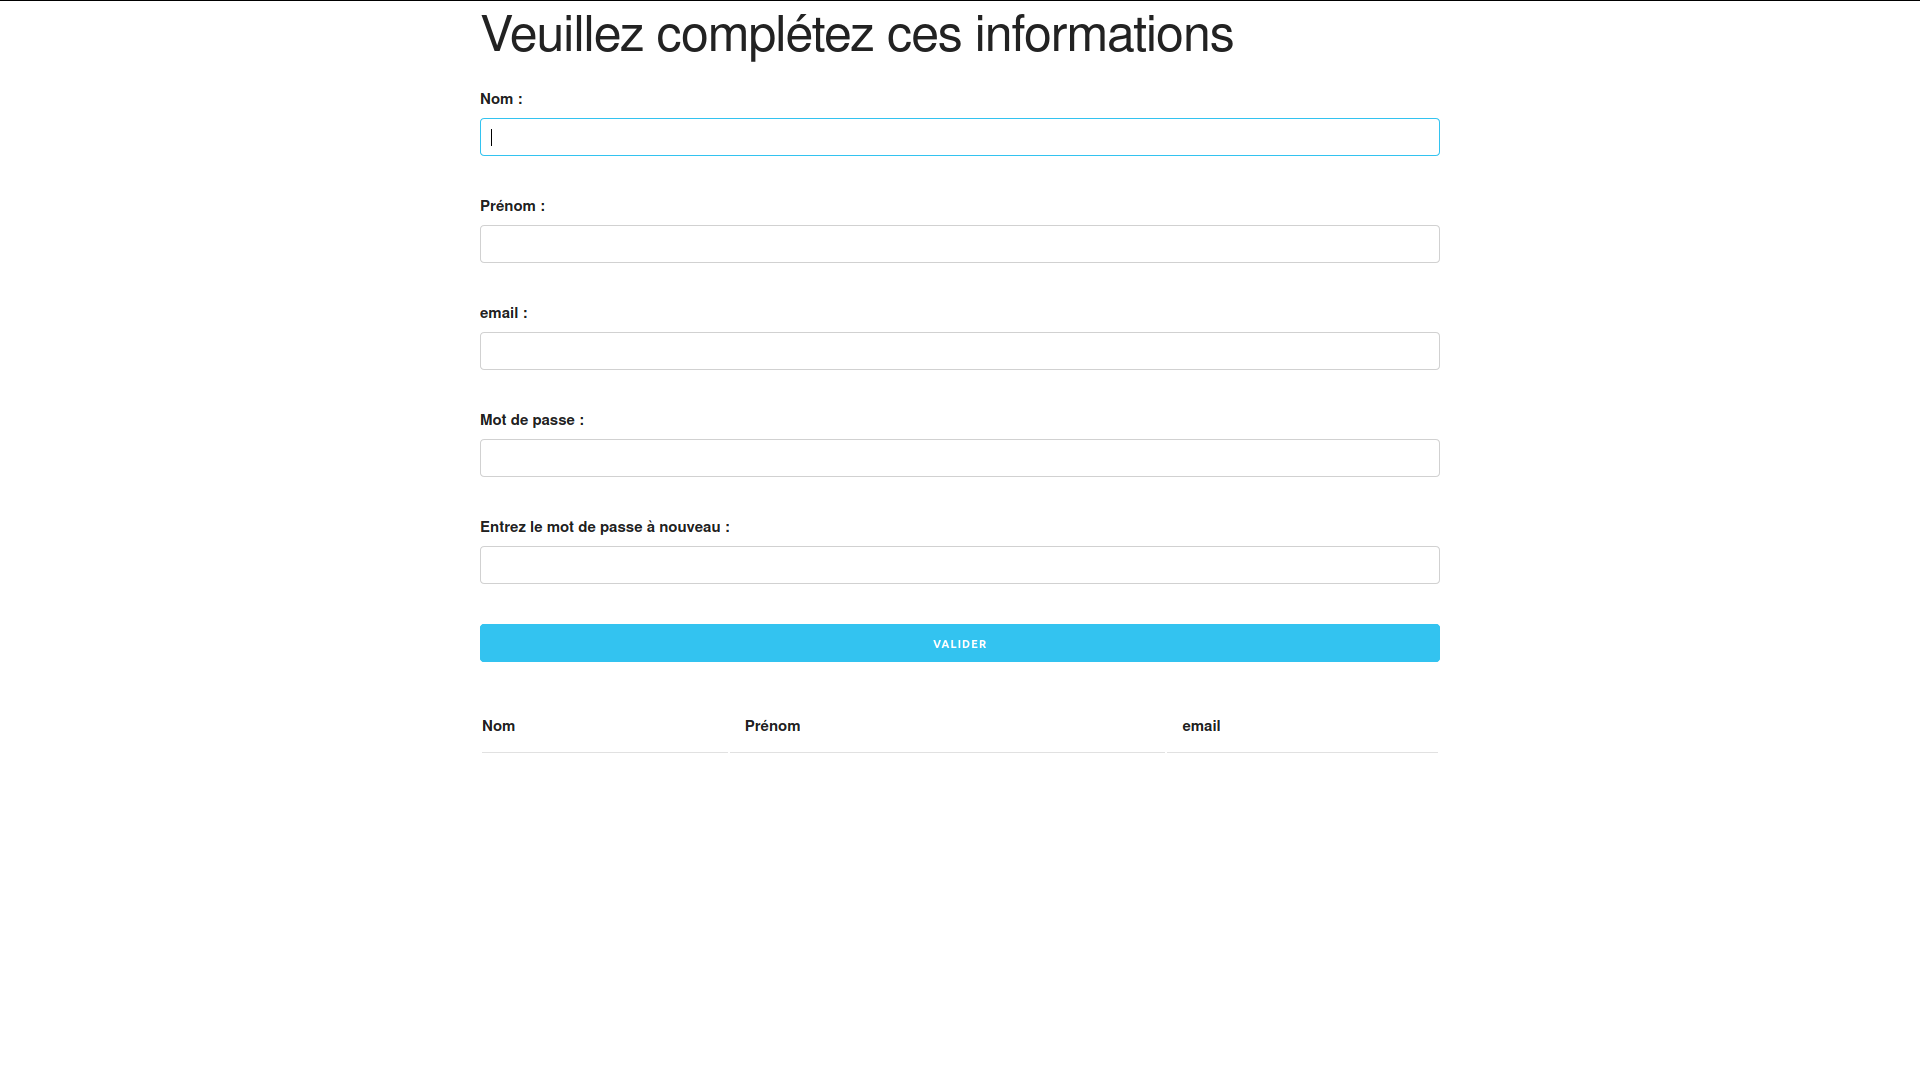 Veuillez complétez ces informations
Nom :
Prénom :
email :
Mot de passe :
Entrez le mot de passe à nouveau :
VALIDER
Nom Prénom email